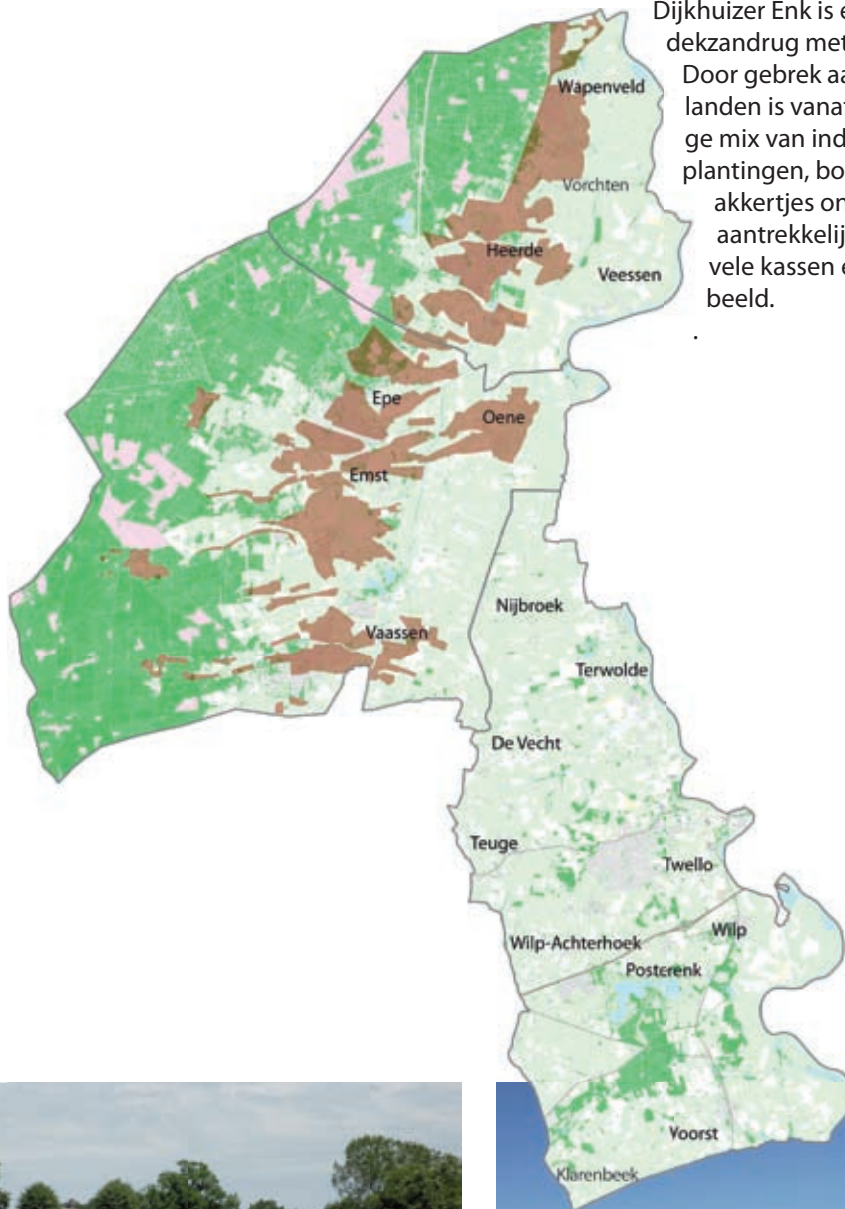 Dijkhuizer Enk is e
dekzandrug met
Door gebrek aa
landen is vanat
ge mix van ind
plantingen, bo
akkertjes on
aantrekkelij
vele kassen e
beeld.
.
Wapenveld
Vorchten
Heerde
Veessen
Epe
Oene
Emst
Vaassen
Nijbroek
Terwolde
De Vecht
Teuge
Twello
Wilp-Achterhoek
Wilp
Posterenk
Voorst
Klarenbeek